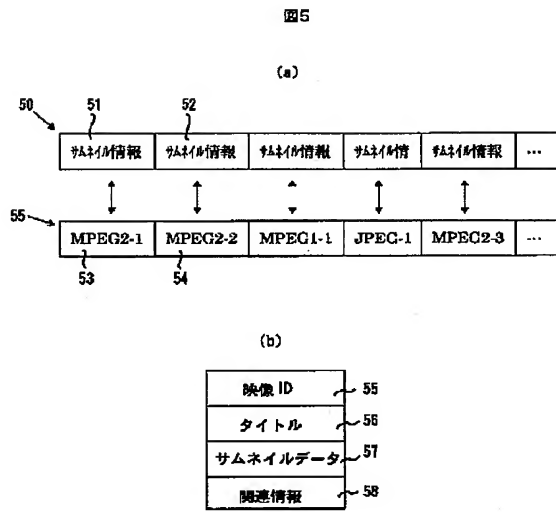 図5
(a)
50
51
52
サムネイル情報 サムネイル情報 サムネイル情報 サムネイル情 サムネイル情報 ...
55
MPEG2-1 MPEG2-2 MPEG1-1 JPEC-1 MPEC2-3 ...
53
54
(b)
映像 ID 55
タイトル 56
サムネイルデータ 57
関連情報 58